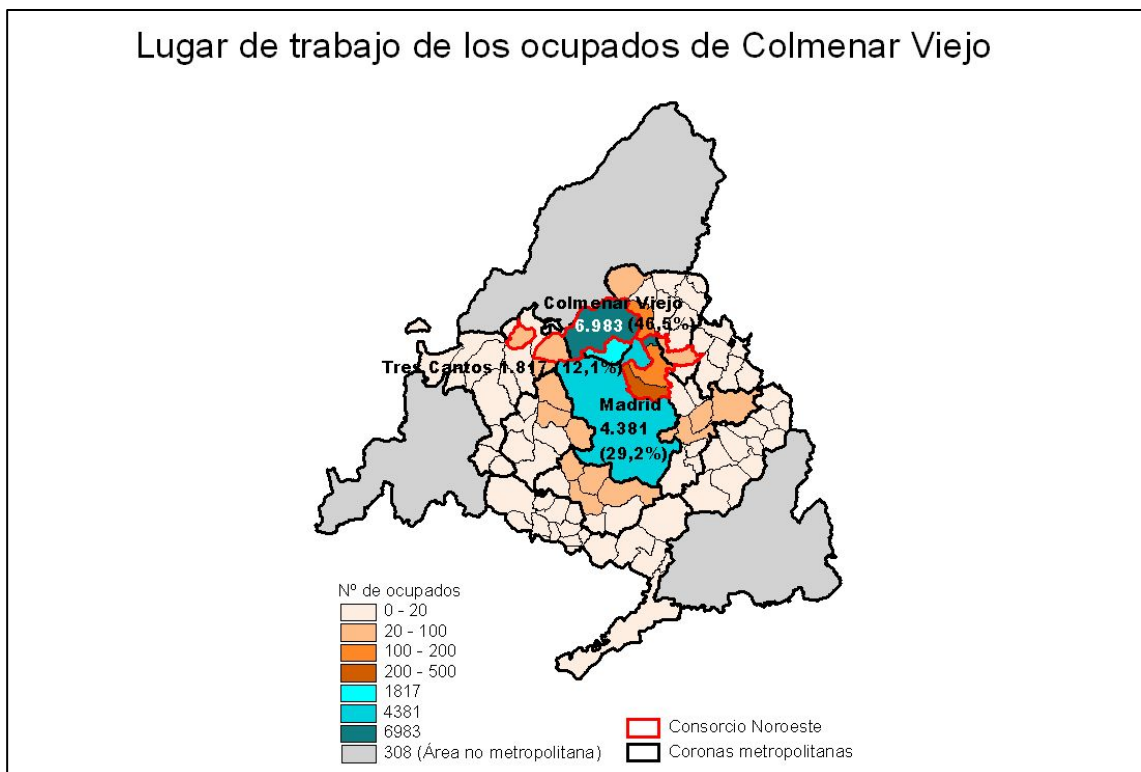 Lugar de trabajo de los ocupados de Colmenar Viejo
Colmenar Viejo
6.983 (46,5%)
Tres Cantos 1.817 (12,1%)
Madrid
4.381
(29,2%)
Nº de ocupados
0 - 20
20 - 100
100 - 200
200 - 500
1817
4381
6983
308 (Área no metropolitana)
Consorcio Noroeste
Coronas metropolitanas